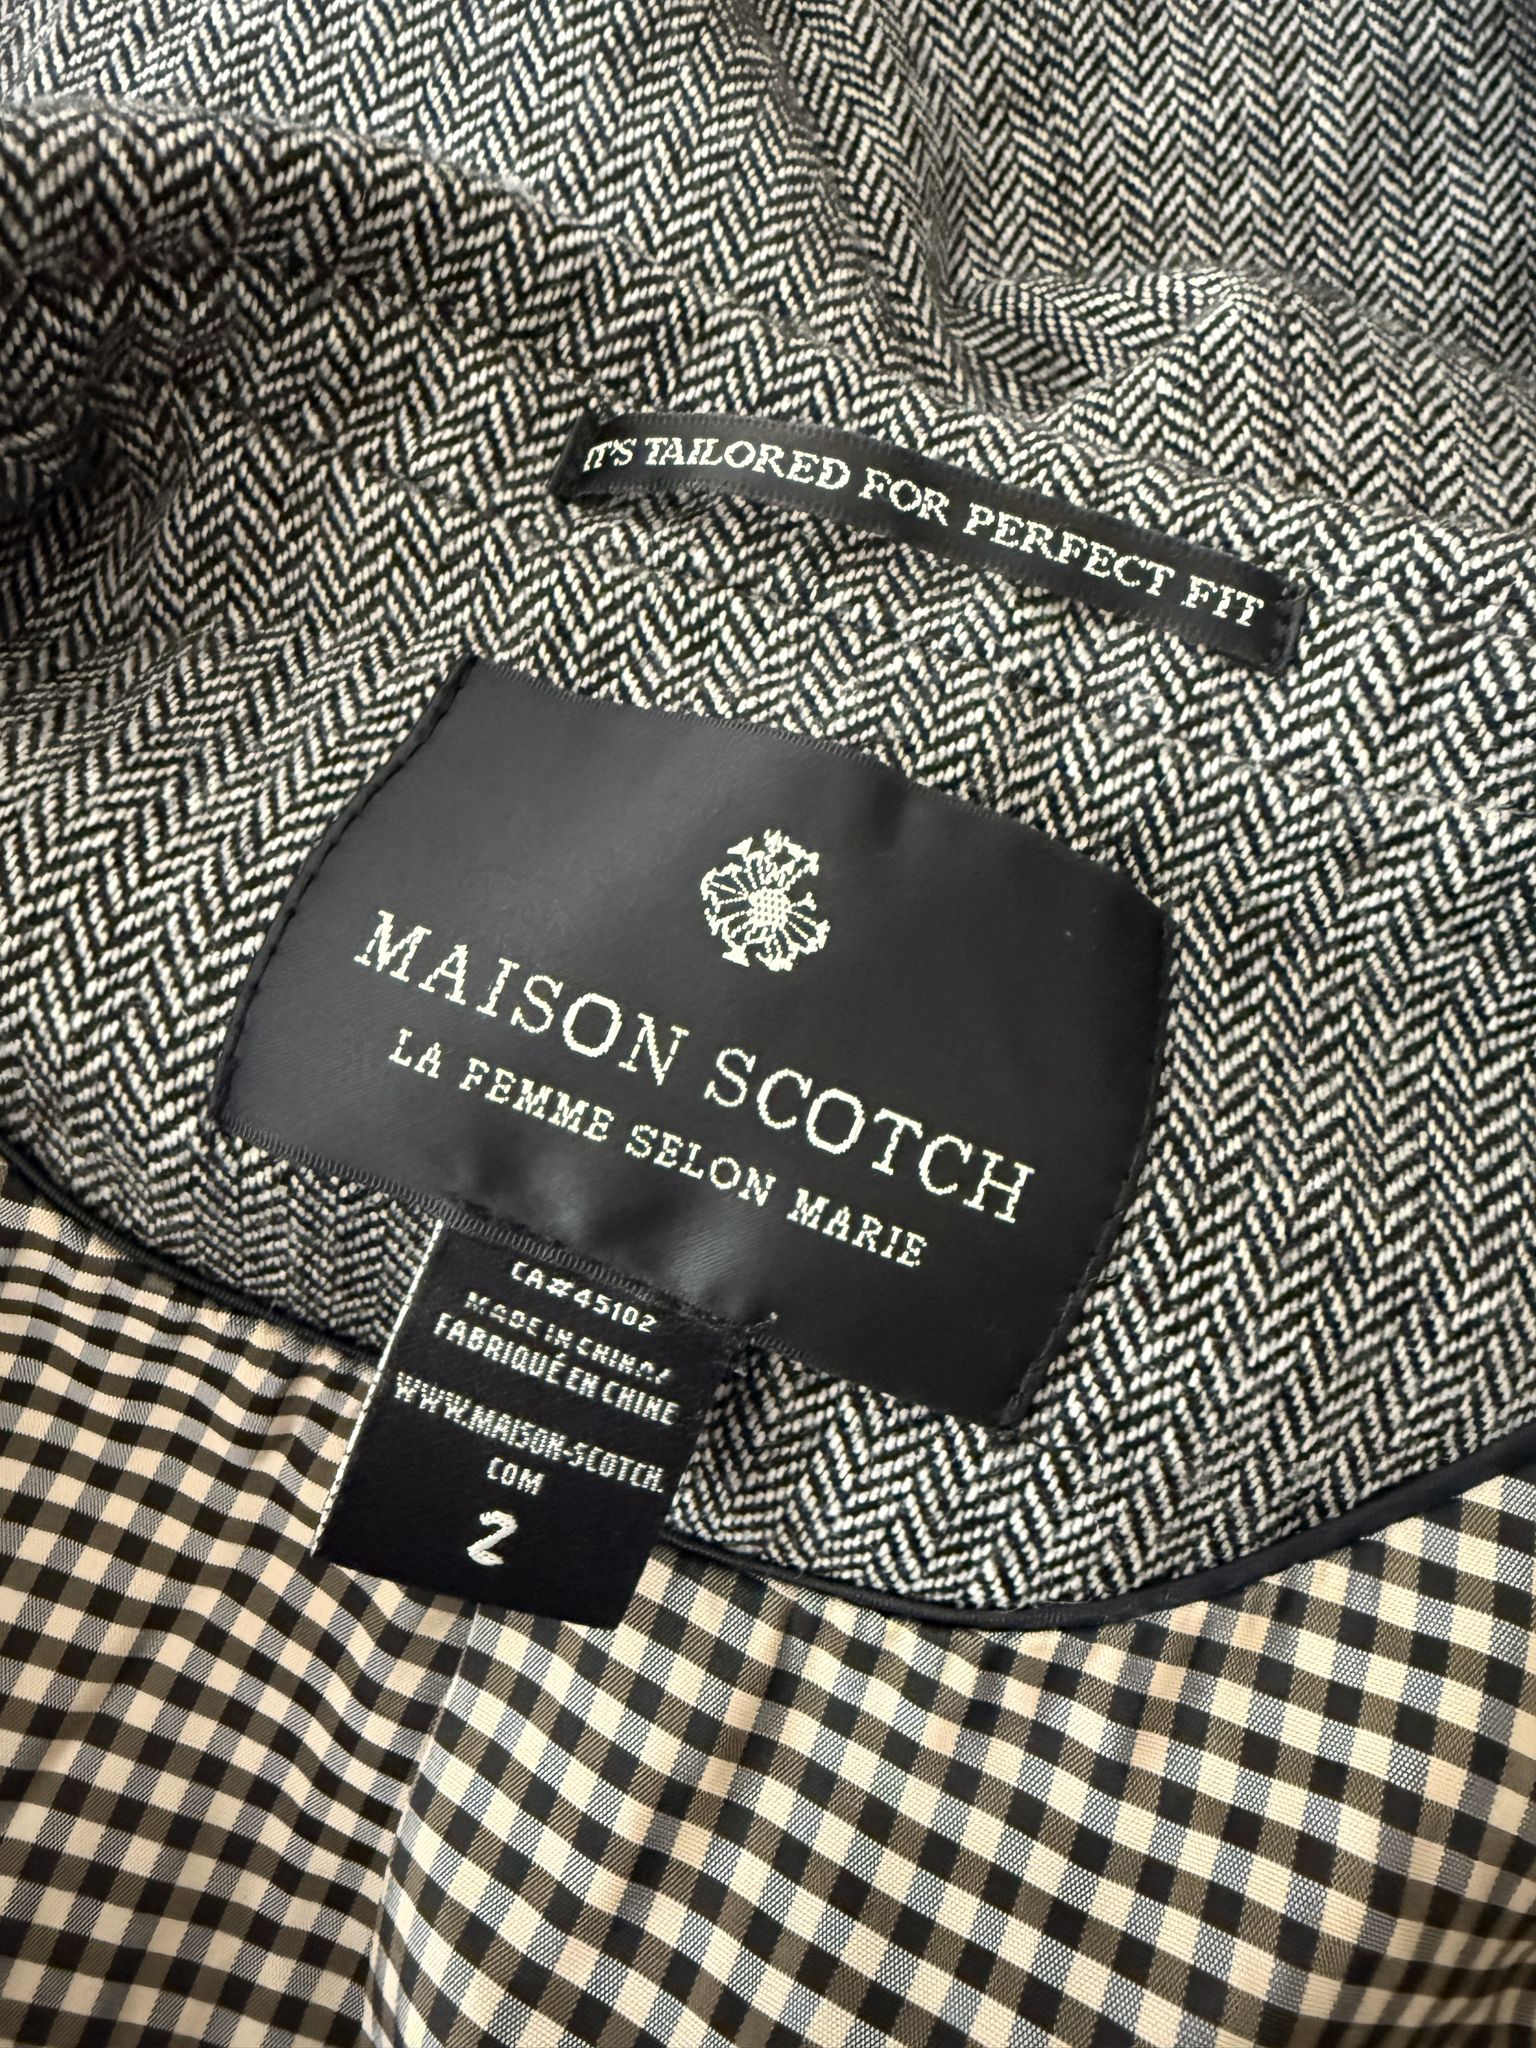 IT'S TAILORED FOR PERFECT FIT
MAISON SCOTCH
LA FEMME SELON MARIE
CA#45102
MADE IN CHINA/
FABRIQUÉ EN CHINE
WWW.MAISON-SCOTCH.
COM
2